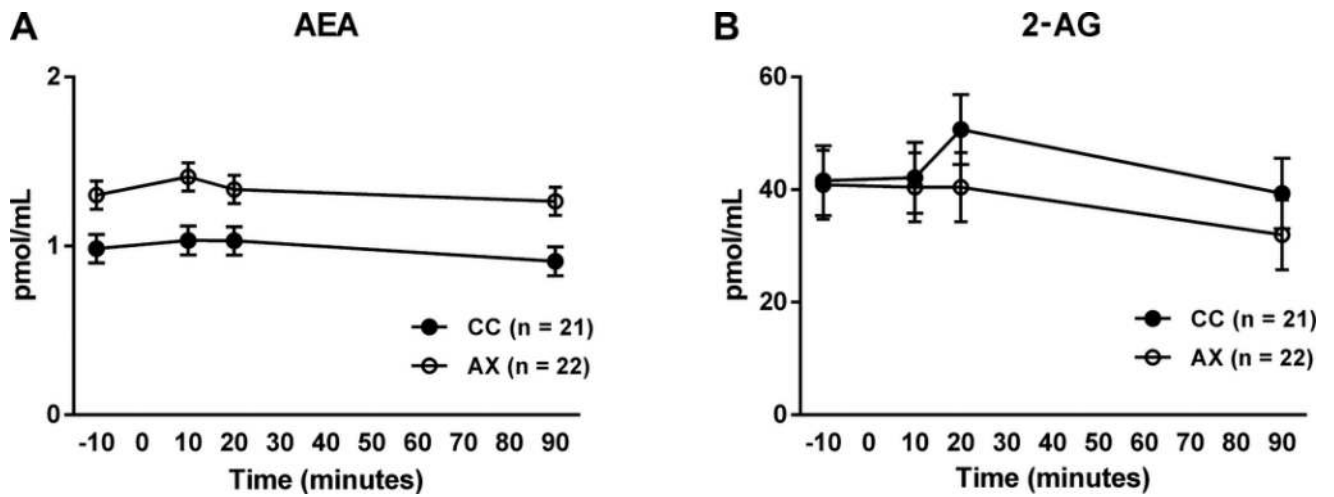 A
AEA
2
1
0
pmol/mL
CC (n = 21)
AX (n = 22)
-10 0 10 20 30 40 50 60 70 80 90
Time (minutes)
B
2-AG
60
40
20
0
pmol/mL
CC (n = 21)
AX (n = 22)
-10 0 10 20 30 40 50 60 70 80 90
Time (minutes)